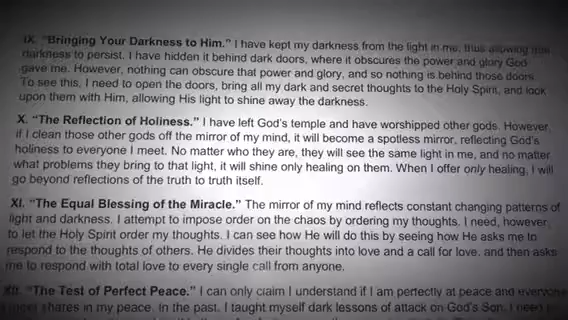 IX. “Bringing Your Darkness to Him.” I have kept my darkness from the light in me, thus allowing this
darkness to persist. I have hidden it behind dark doors, where it obscures the power and glory God
gave me. However, nothing can obscure that power and glory, and so nothing is behind those doors.
To see this, I need to open the doors, bring all my dark and secret thoughts to the Holy Spirit, and look
upon them with Him, allowing His light to shine away the darkness.
X. “The Reflection of Holiness.” I have left God’s temple and have worshipped other gods. However,
if I clean those other gods off the mirror of my mind, it will become a spotless mirror, reflecting God’s
holiness to everyone I meet. No matter who they are, they will see the same light in me, and no matter
what problems they bring to that light, it will shine only healing on them. When I offer only healing, I will
go beyond reflections of the truth to truth itself.
XI. “The Equal Blessing of the Miracle.” The mirror of my mind reflects constant changing patterns of
light and darkness. I attempt to impose order on the chaos by ordering my thoughts. I need, however,
to let the Holy Spirit order my thoughts. I can see how He will do this by seeing how He asks me to
respond to the thoughts of others. He divides their thoughts into love and a call for love, and then asks
me to respond with total love to every single call from anyone.
XII. “The Test of Perfect Peace.” I can only claim I understand if I am perfectly at peace and everyone
I meet shares in my peace. In the past, I taught myself dark lessons of attack on God’s Son. I need